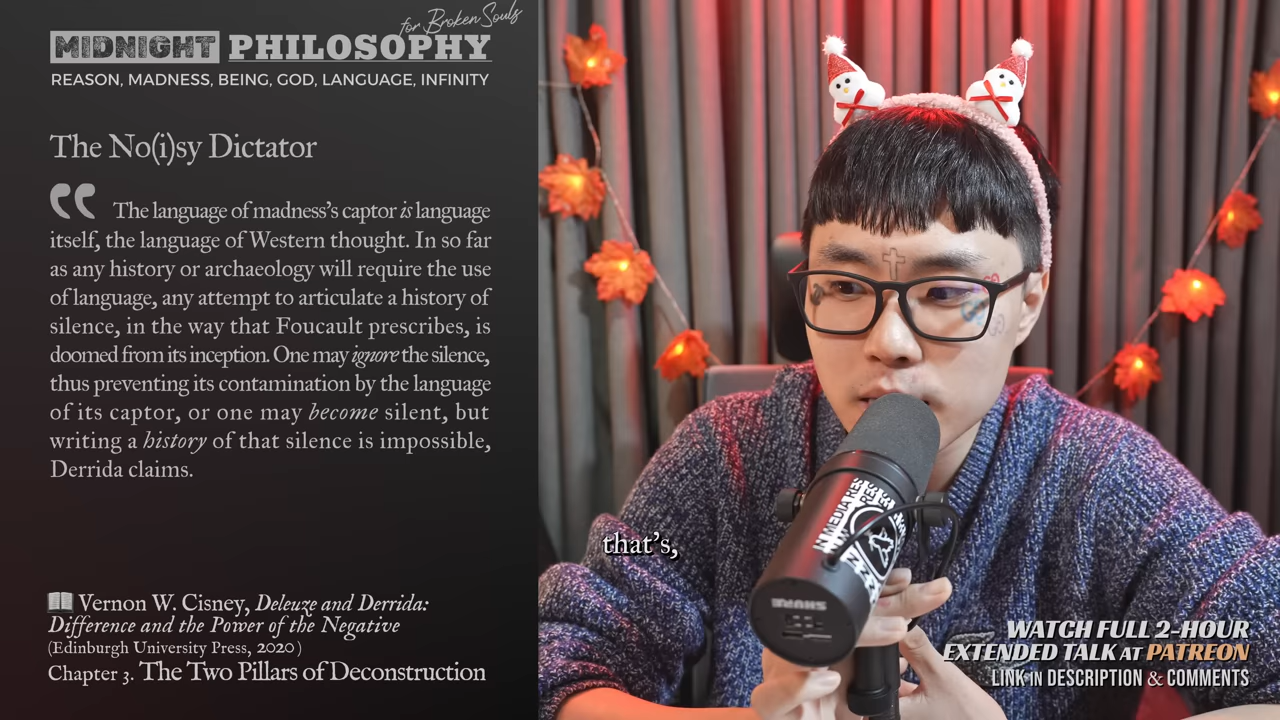 for Broken Souls
MIDNIGHT PHILOSOPHY
REASON, MADNESS, BEING, GOD, LANGUAGE, INFINITY
The No(i)sy Dictator
“ The language of madness's captor is language
itself, the language of Western thought. In so far
as any history or archaeology will require the use
of language, any attempt to articulate a history of
silence, in the way that Foucault prescribes, is
doomed from its inception. One may ignore the silence,
thus preventing its contamination by the language
of its captor, or one may become silent, but
writing a history of that silence is impossible,
Derrida claims.
Vernon W. Cisney, Deleuze and Derrida:
Difference and the Power of the Negative
(Edinburgh University Press, 2020)
Chapter 3. The Two Pillars of Deconstruction
that's,
SHURE
WATCH FULL 2-HOUR
EXTENDED TALK AT PATREON
LINK IN DESCRIPTION & COMMENTS